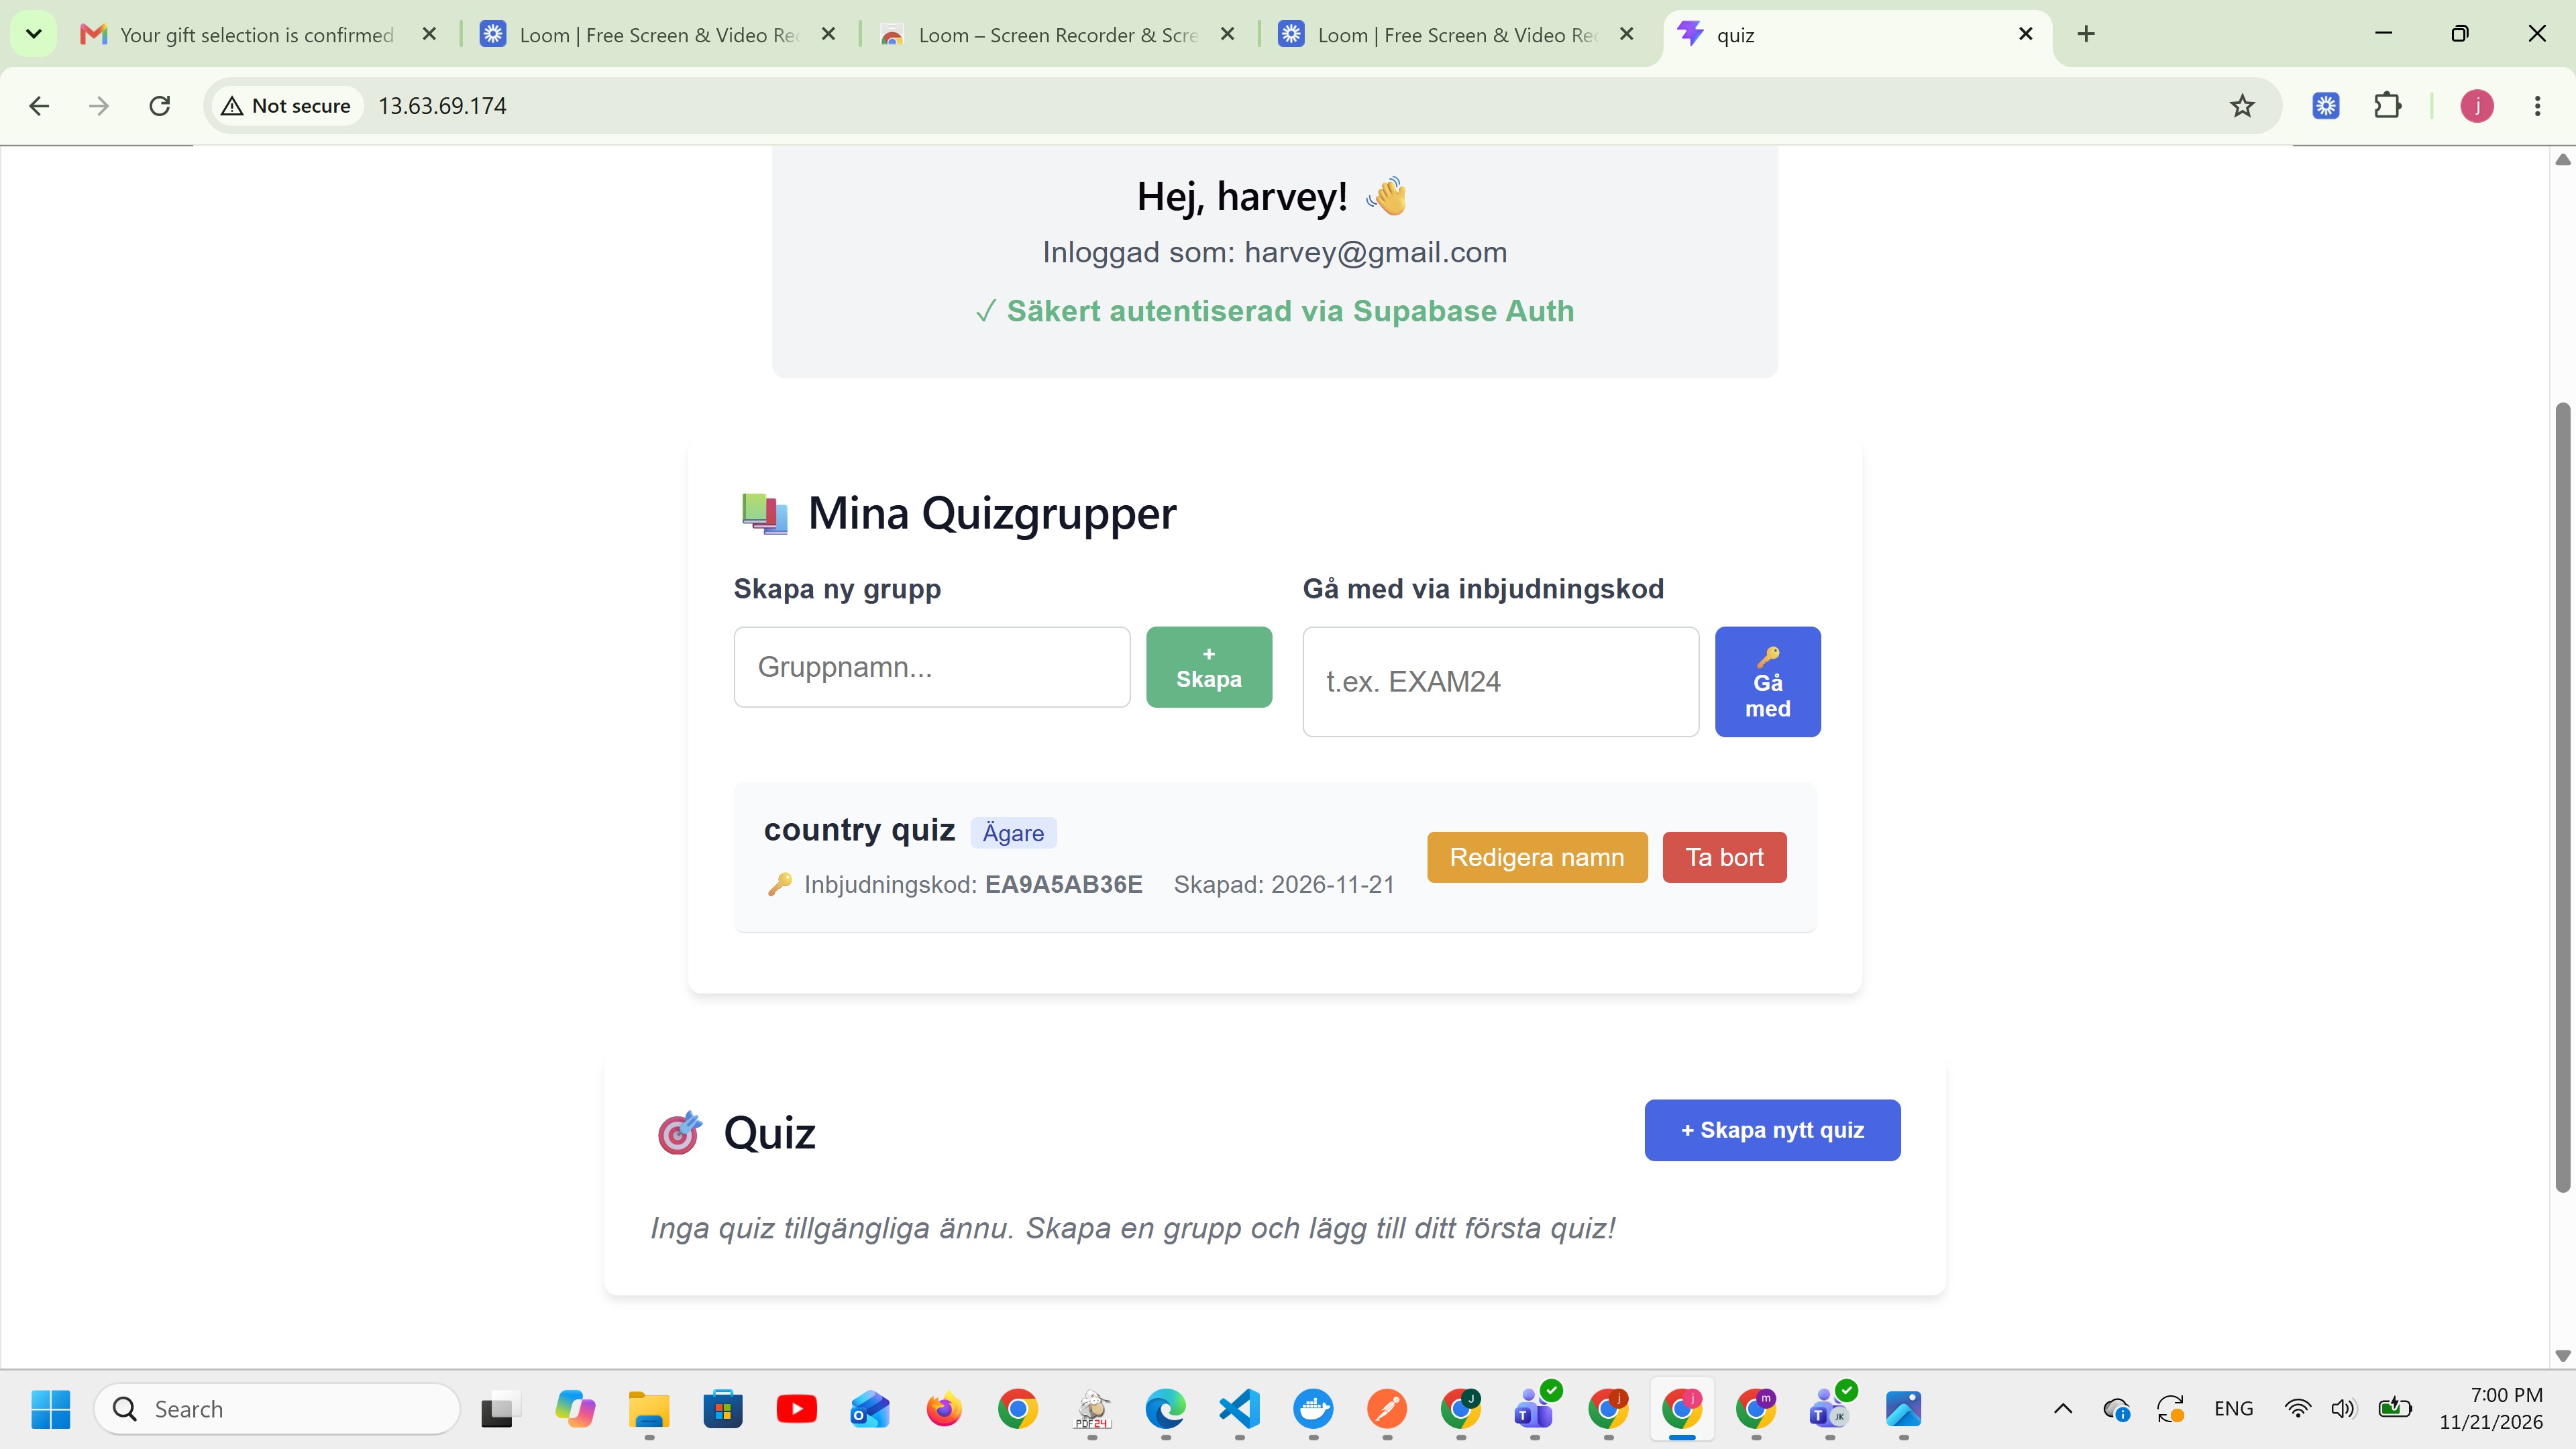 Your gift selection is confirmed
Loom | Free Screen & Video Rec
Loom – Screen Recorder & Scre
Loom | Free Screen & Video Rec
quiz
Not secure
13.63.69.174
j
Hej, harvey! 👋
Inloggad som: harvey@gmail.com
✓ Säkert autentiserad via Supabase Auth
📚 Mina Quizgrupper
Skapa ny grupp
Gå med via inbjudningskod
Gruppnamn...
+
Skapa
t.ex. EXAM24
🔑
Gå
med
country quiz
Ägare
🔑 Inbjudningskod: EA9A5AB36E
Skapad: 2026-11-21
Redigera namn
Ta bort
🎯 Quiz
+ Skapa nytt quiz
Inga quiz tillgängliga ännu. Skapa en grupp och lägg till ditt första quiz!
Search
PDF24
J
T
j
j
m
T
JK
ENG
7:00 PM
11/21/2026